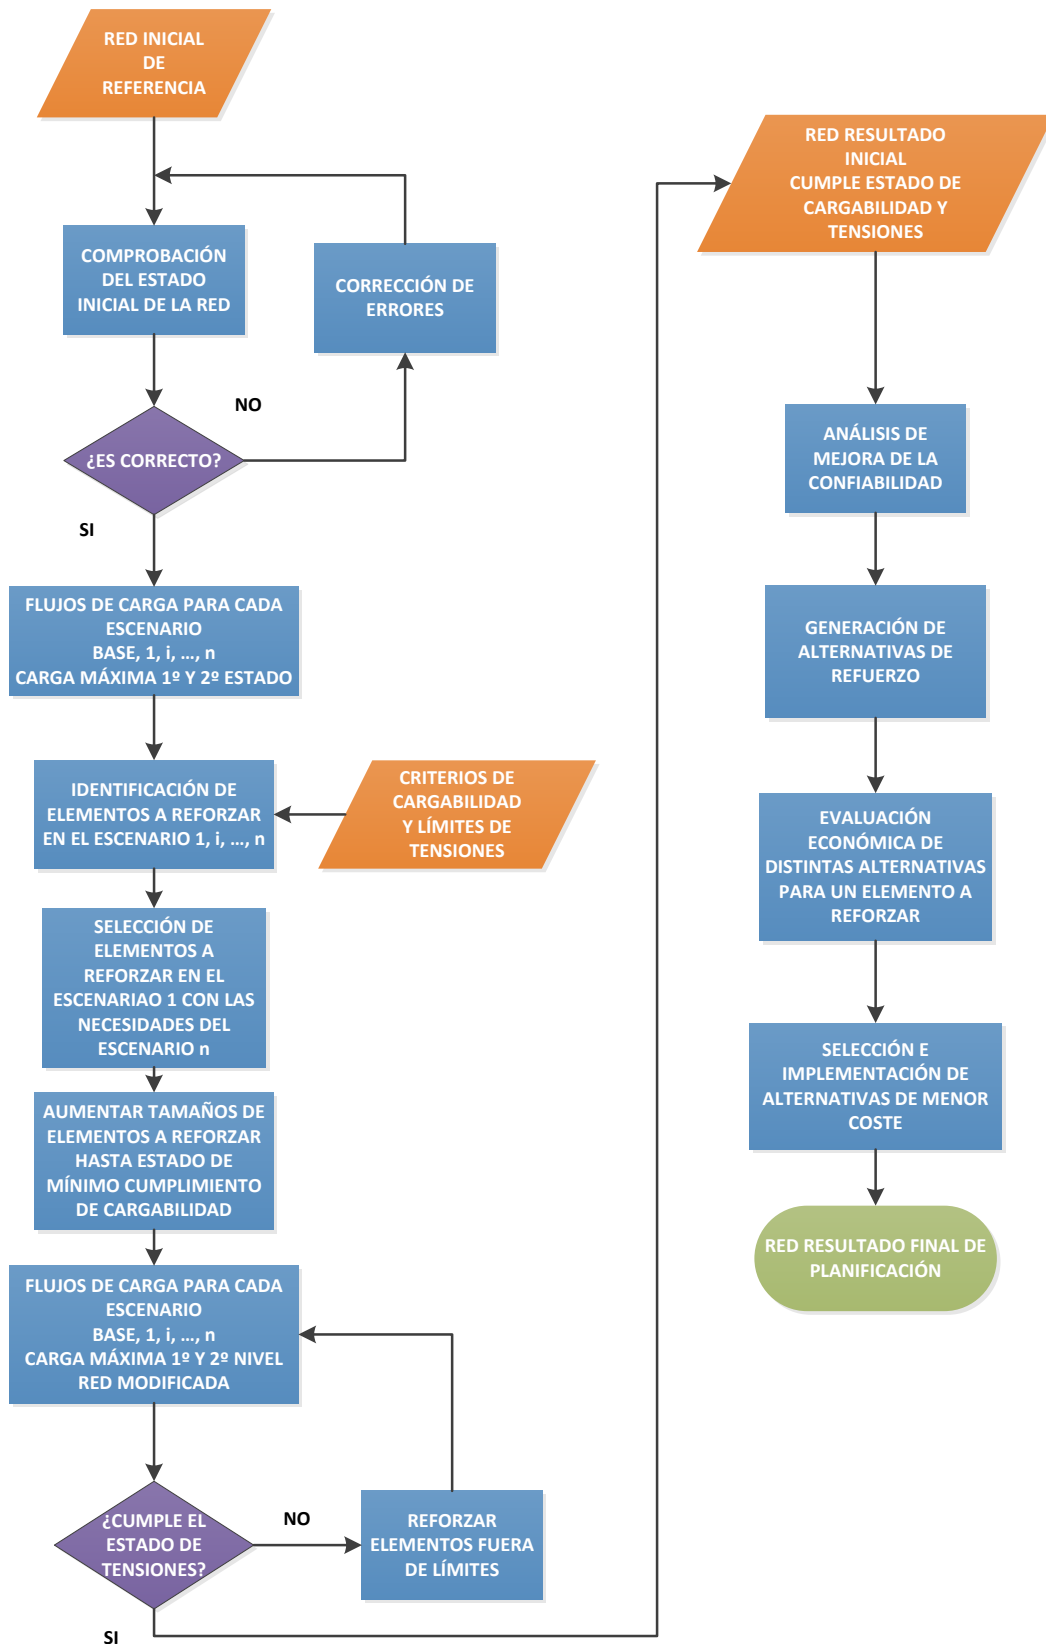 RED INICIAL
DE
REFERENCIA
COMPROBACIÓN
DEL ESTADO
INICIAL DE LA RED
CORRECCIÓN DE
ERRORES
NO
¿ES CORRECTO?
SI
FLUJOS DE CARGA PARA CADA
ESCENARIO
BASE, 1, i, …, n
CARGA MÁXIMA 1º Y 2º ESTADO
IDENTIFICACIÓN DE
ELEMENTOS A REFORZAR
EN EL ESCENARIO 1, i, …, n
CRITERIOS DE
CARGABILIDAD
Y LÍMITES DE
TENSIONES
SELECCIÓN DE
ELEMENTOS A
REFORZAR EN EL
ESCENARIAO 1 CON LAS
NECESIDADES DEL
ESCENARIO n
AUMENTAR TAMAÑOS DE
ELEMENTOS A REFORZAR
HASTA ESTADO DE
MÍNIMO CUMPLIMIENTO
DE CARGABILIDAD
FLUJOS DE CARGA PARA CADA
ESCENARIO
BASE, 1, i, …, n
CARGA MÁXIMA 1º Y 2º NIVEL
RED MODIFICADA
¿CUMPLE EL
ESTADO DE
TENSIONES?
NO
REFORZAR
ELEMENTOS FUERA
DE LÍMITES
SI
RED RESULTADO
INICIAL
CUMPLE ESTADO DE
CARGABILIDAD Y
TENSIONES
ANÁLISIS DE
MEJORA DE LA
CONFIABILIDAD
GENERACIÓN DE
ALTERNATIVAS DE
REFUERZO
EVALUACIÓN
ECONÓMICA DE
DISTINTAS ALTERNATIVAS
PARA UN ELEMENTO A
REFORZAR
SELECCIÓN E
IMPLEMENTACIÓN DE
ALTERNATIVAS DE MENOR
COSTE
RED RESULTADO FINAL DE
PLANIFICACIÓN